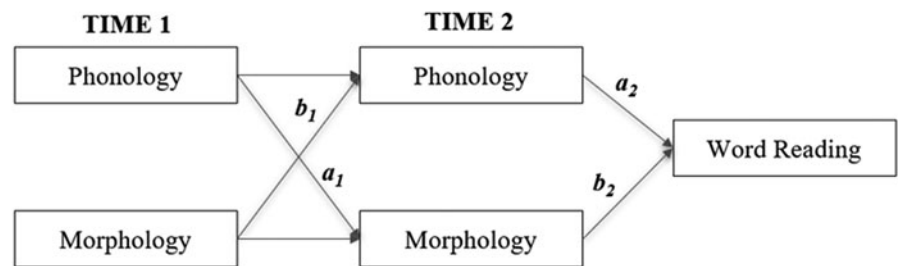 TIME 1
TIME 2
Phonology
Phonology
b₁
a₂
Word Reading
a₁
b₂
Morphology
Morphology